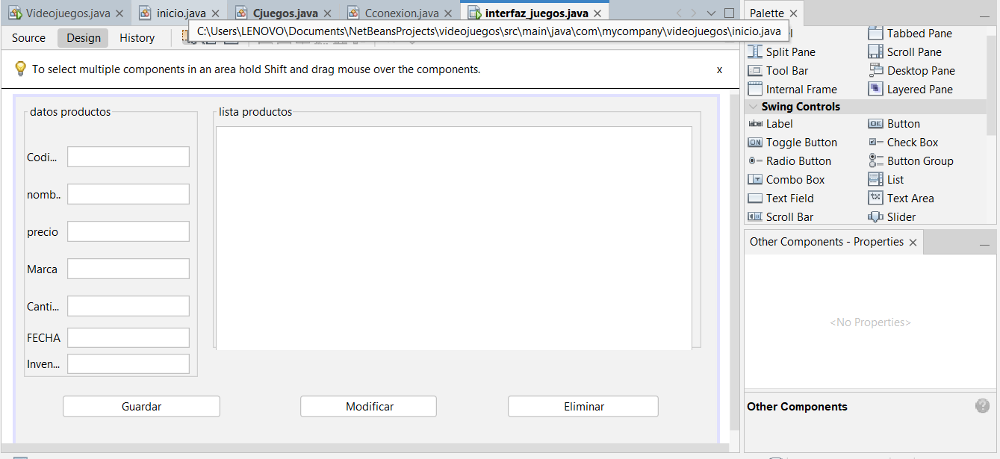 Videojuegos.java inicio.java Cjuegos.java Cconexion.java interfaz_juegos.java
Source Design History
C:\Users\LENOVO\Documents\NetBeansProjects\videojuegos\src\main\java\com\mycompany\videojuegos\inicio.java
To select multiple components in an area hold Shift and drag mouse over the components. x
datos productos
Codi...
nomb..
precio
Marca
Canti...
FECHA
Inven...
lista productos
Guardar Modificar Eliminar
Palette
Tabbed Pane
Split Pane Scroll Pane
Tool Bar Desktop Pane
Internal Frame Layered Pane
Swing Controls
label Label OK Button
ON Toggle Button Check Box
Radio Button Button Group
Combo Box List
Text Field Text Area
Scroll Bar Slider
Other Components - Properties
<No Properties>
Other Components ?